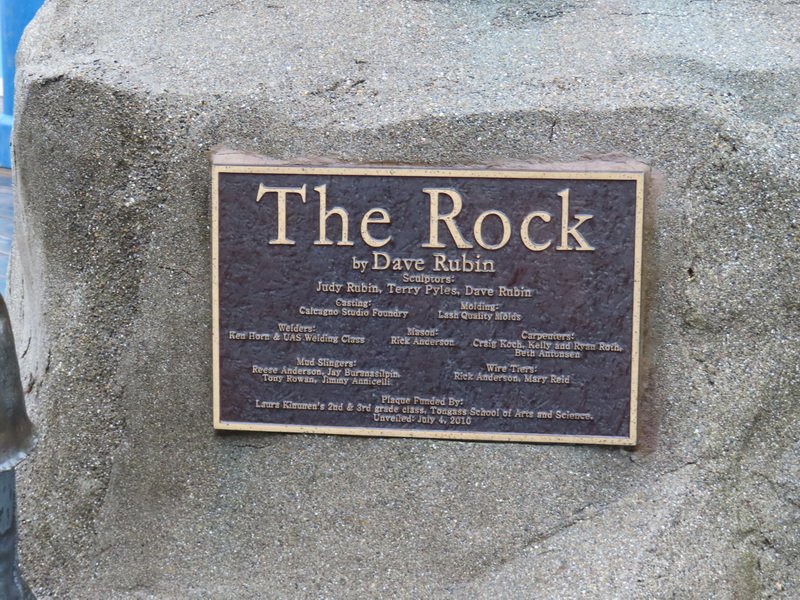 The Rock
by Dave Rubin
Sculptors:
Judy Rubin, Terry Pyles, Dave Rubin
Casting:
Calcagno Studio Foundry
Molding:
Lash Quality Molds
Welders:
Ken Horn & UAS Welding Class
Mason:
Rick Anderson
Carpenters:
Craig Koch, Kelly and Ryan Roth,
Beth Antonsen
Mud Slingers:
Reese Anderson, Jay Buranasilpin,
Tony Rowan, Jimmy Annicelli
Wire Tiers:
Rick Anderson, Mary Reid
Plaque Funded By:
Laura Kinunen's 2nd & 3rd grade class, Tongass School of Arts and Science.
Unveiled: July 4, 2010